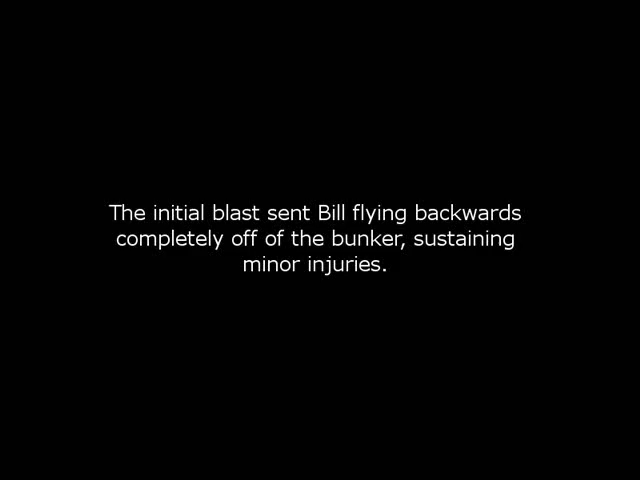 The initial blast sent Bill flying backwards
completely off of the bunker, sustaining
minor injuries.